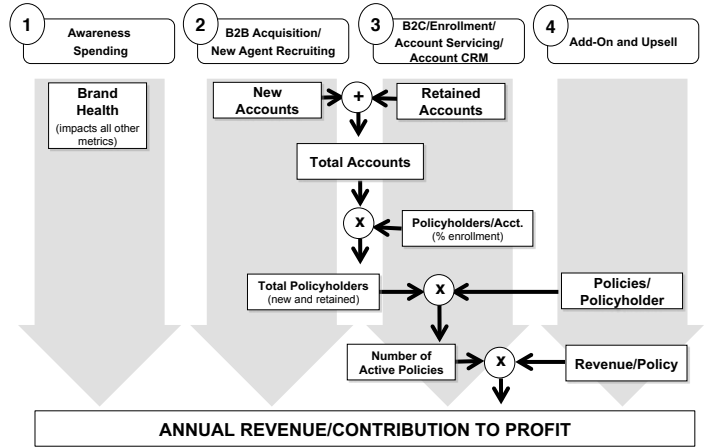 1
Awareness
Spending
2
B2B Acquisition/
New Agent Recruiting
3
B2C/Enrollment/
Account Servicing/
Account CRM
4
Add-On and Upsell
Brand
Health
(impacts all other
metrics)
New
Accounts
+
Retained
Accounts
Total Accounts
x
Policyholders/Acct.
(% enrollment)
Total Policyholders
(new and retained)
x
Policies/
Policyholder
Number of
Active Policies
x
Revenue/Policy
ANNUAL REVENUE/CONTRIBUTION TO PROFIT